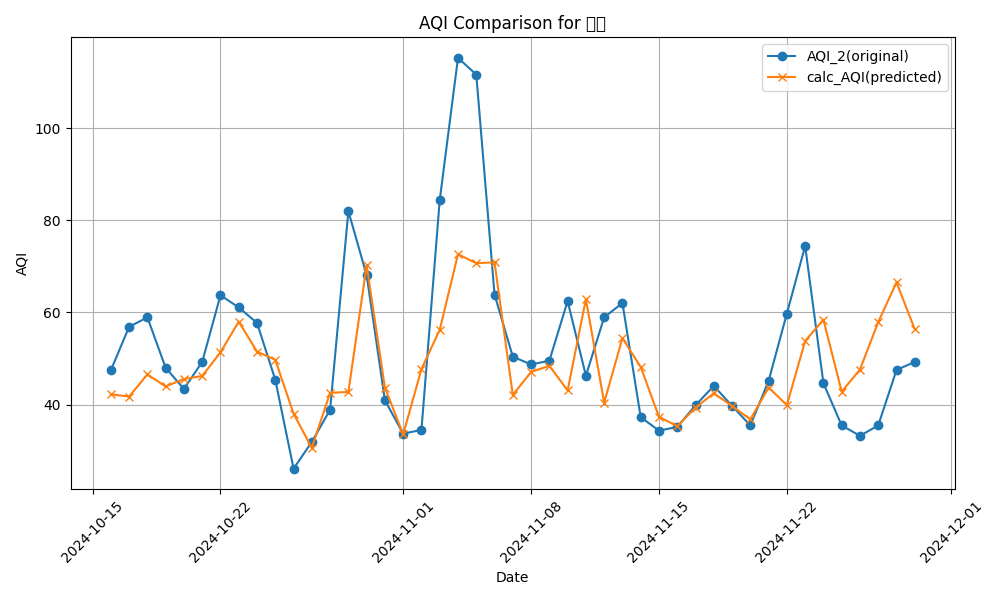 AQI Comparison for
AQI_2(original)
calc_AQI(predicted)
AQI
100
80
60
40
2024-10-15
2024-10-22
2024-11-01
2024-11-08
2024-11-15
2024-11-22
2024-12-01
Date